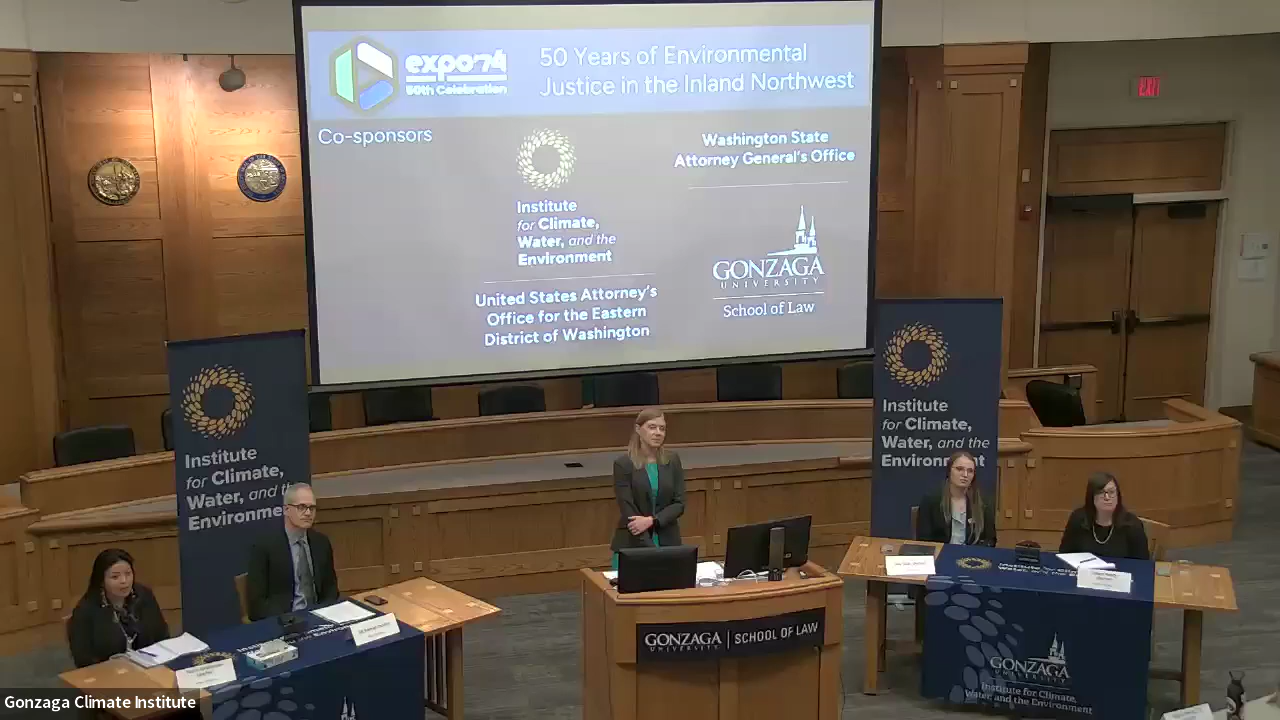 expo'74
50th Celebration
50 Years of Environmental
Justice in the Inland Northwest
Co-sponsors
Institute
for Climate,
Water, and the
Environment
United States Attorney's
Office for the Eastern
District of Washington
Washington State
Attorney General's Office
GONZAGA
UNIVERSITY
School of Law
EXIT
Institute
for Climate,
Water, and t
Environme
Institute
for Climate,
Water, and the
Environment
GONZAGA
UNIVERSITY
SCHOOL OF LAW
GONZAGA
UNIVERSITY
Institute for Climate,
Water, and the Environment
Gonzaga Climate Institute